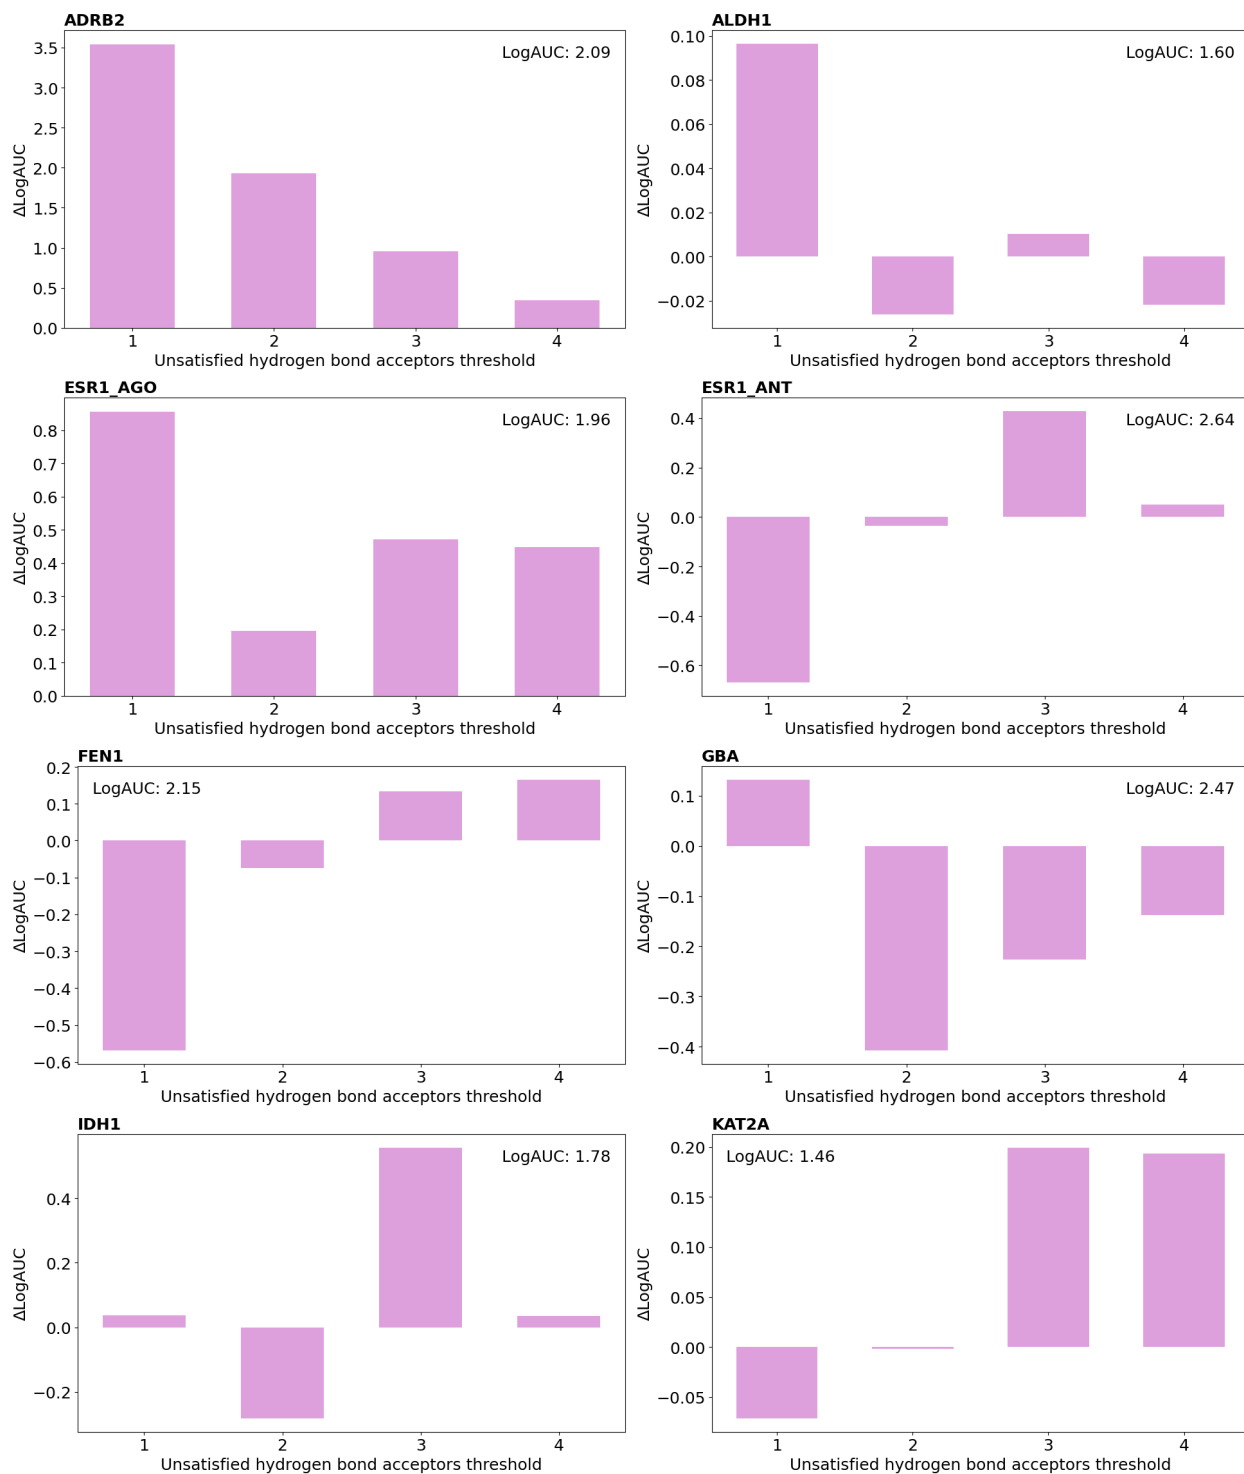 ADRB2
LogAUC: 2.09
3.5
3.0
2.5
2.0
1.5
1.0
0.5
0.0
ΔLogAUC
1 2 3 4
Unsatisfied hydrogen bond acceptors threshold
ALDH1
LogAUC: 1.60
0.10
0.08
0.06
0.04
0.02
0.00
−0.02
ΔLogAUC
1 2 3 4
Unsatisfied hydrogen bond acceptors threshold
ESR1_AGO
LogAUC: 1.96
0.8
0.7
0.6
0.5
0.4
0.3
0.2
0.1
0.0
ΔLogAUC
1 2 3 4
Unsatisfied hydrogen bond acceptors threshold
ESR1_ANT
LogAUC: 2.64
0.4
0.2
0.0
−0.2
−0.4
−0.6
ΔLogAUC
1 2 3 4
Unsatisfied hydrogen bond acceptors threshold
FEN1
LogAUC: 2.15
0.2
0.1
0.0
−0.1
−0.2
−0.3
−0.4
−0.5
−0.6
ΔLogAUC
1 2 3 4
Unsatisfied hydrogen bond acceptors threshold
GBA
LogAUC: 2.47
0.1
0.0
−0.1
−0.2
−0.3
−0.4
ΔLogAUC
1 2 3 4
Unsatisfied hydrogen bond acceptors threshold
IDH1
LogAUC: 1.78
0.4
0.2
0.0
−0.2
ΔLogAUC
1 2 3 4
Unsatisfied hydrogen bond acceptors threshold
KAT2A
LogAUC: 1.46
0.20
0.15
0.10
0.05
0.00
−0.05
ΔLogAUC
1 2 3 4
Unsatisfied hydrogen bond acceptors threshold